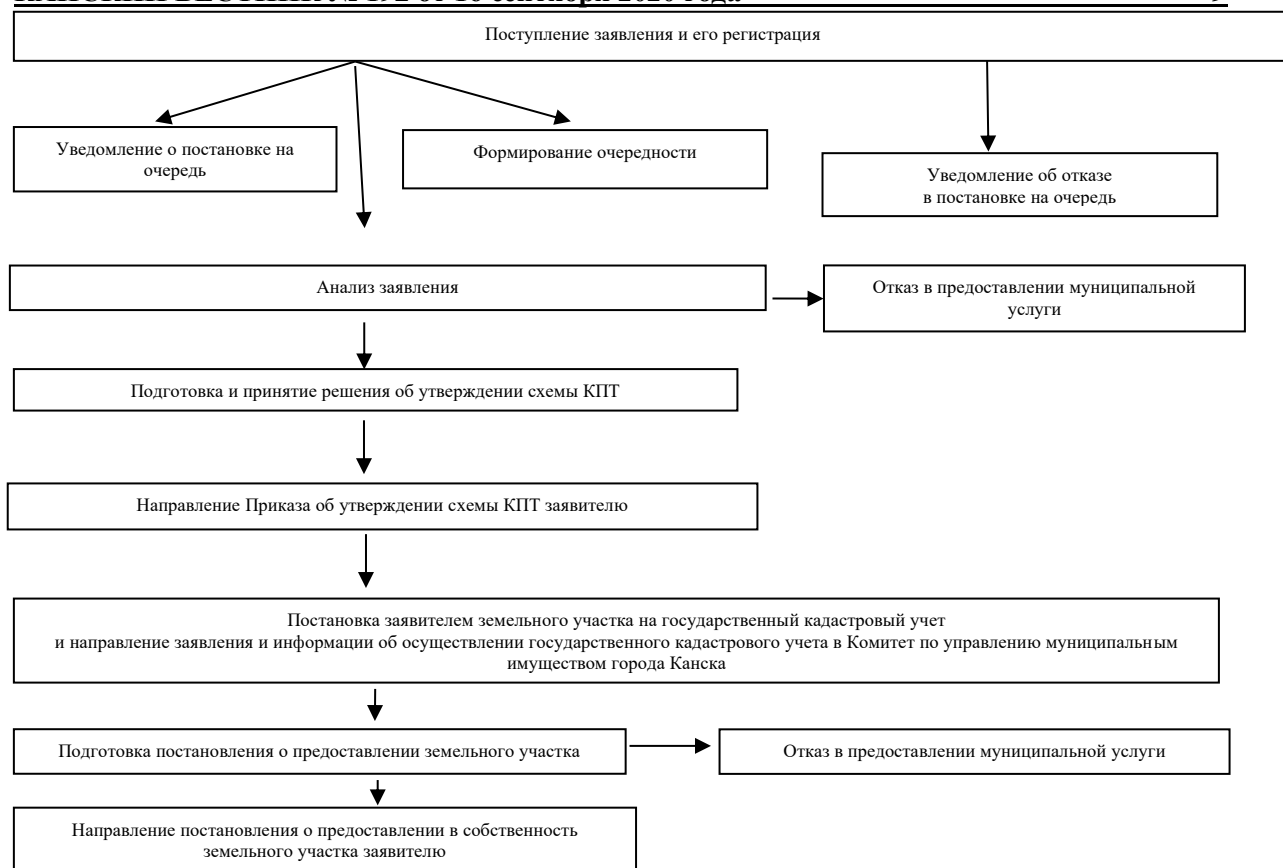 Поступление заявления и его регистрация
Уведомление о постановке на
очередь
Формирование очередности
Уведомление об отказе
в постановке на очередь
Анализ заявления
Отказ в предоставлении муниципальной
услуги
Подготовка и принятие решения об утверждении схемы КПТ
Направление Приказа об утверждении схемы КПТ заявителю
Постановка заявителем земельного участка на государственный кадастровый учет
и направление заявления и информации об осуществлении государственного кадастрового учета в Комитет по управлению муниципальным
имуществом города Канска
Подготовка постановления о предоставлении земельного участка
Отказ в предоставлении муниципальной услуги
Направление постановления о предоставлении в собственность
земельного участка заявителю